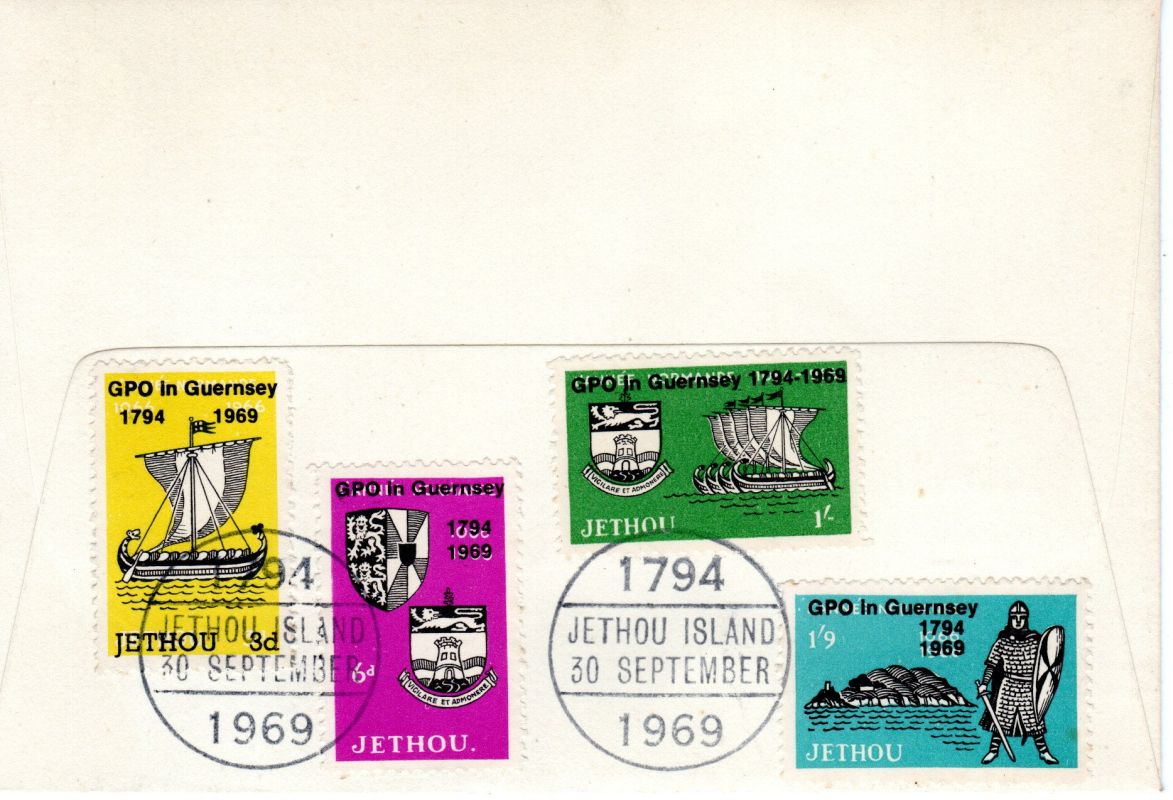 GPO in Guernsey
1794 1969
1066 1966
JETHOU 3d
GPO in Guernsey
1794
1969
6d
VIGILARE ET ADMONERE
JETHOU.
GPO in Guernsey 1794-1969
VIGILARE ET ADMONERE
JETHOU 1/-
GPO in Guernsey
1794
1969
1/9
JETHOU
1794
JETHOU ISLAND
30 SEPTEMBER
1969
1794
JETHOU ISLAND
30 SEPTEMBER
1969